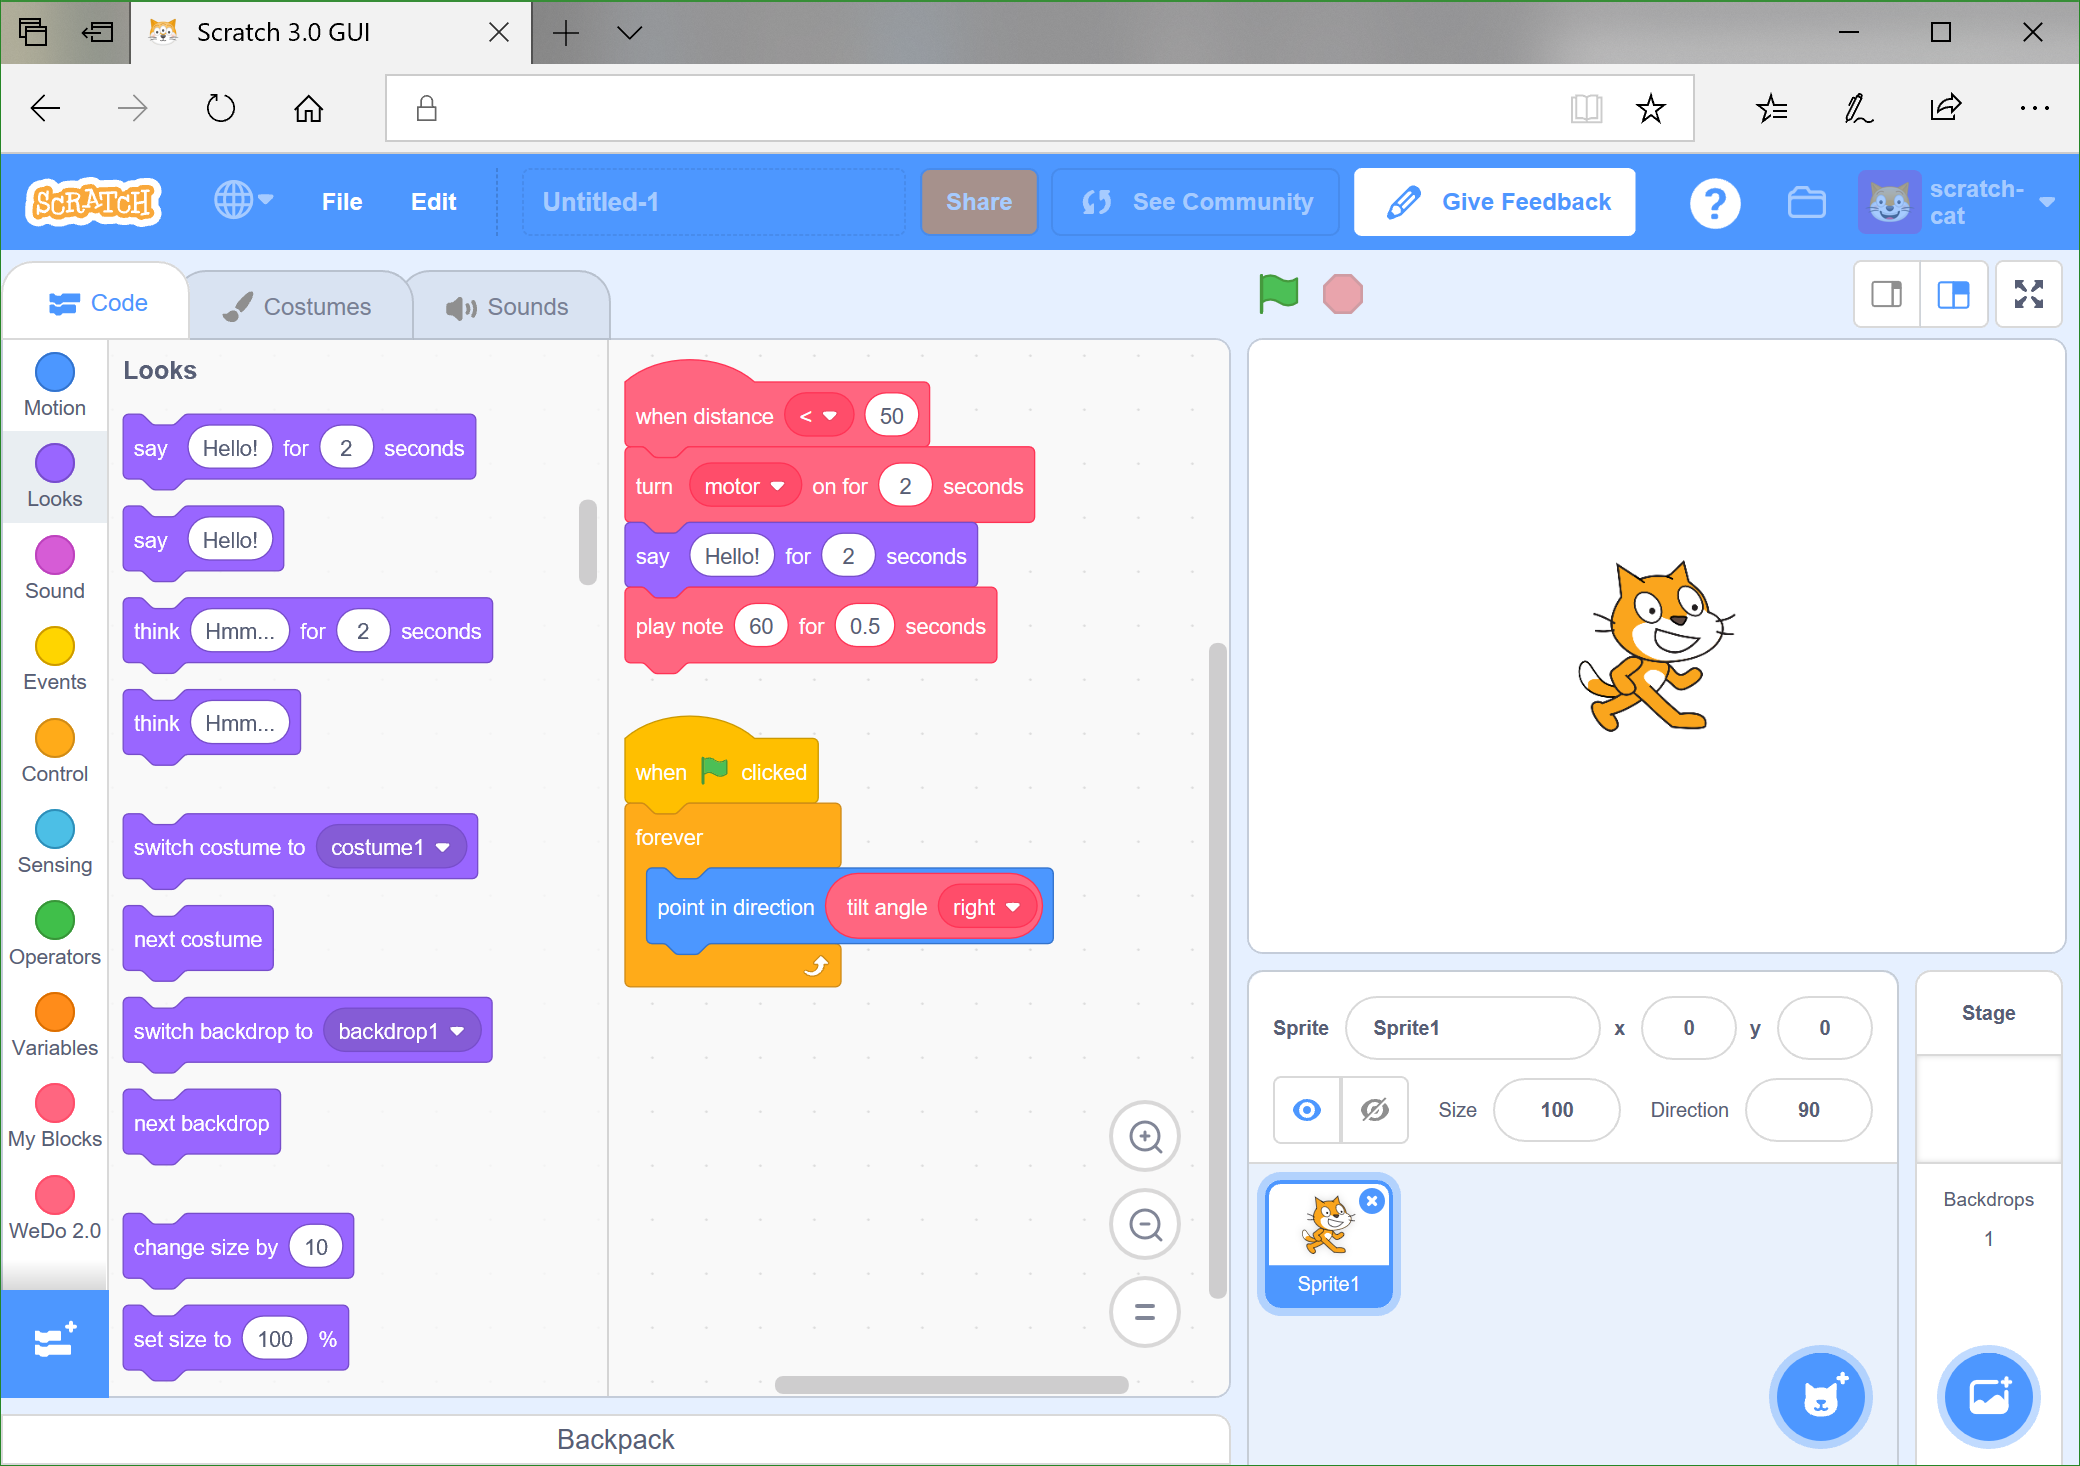 Scratch 3.0 GUI
SCRATCH
File
Edit
Untitled-1
Share
See Community
Give Feedback
?
scratch-
cat
Code
Costumes
Sounds
Motion
Looks
Sound
Events
Control
Sensing
Operators
Variables
My Blocks
WeDo 2.0
Looks
say Hello! for 2 seconds
say Hello!
think Hmm... for 2 seconds
think Hmm...
switch costume to costume1
next costume
switch backdrop to backdrop1
next backdrop
change size by 10
set size to 100 %
when distance < 50
turn motor on for 2 seconds
say Hello! for 2 seconds
play note 60 for 0.5 seconds
when clicked
forever
point in direction tilt angle right
Backpack
Sprite Sprite1 x 0 y 0
Size 100 Direction 90
Sprite1
Stage
Backdrops
1